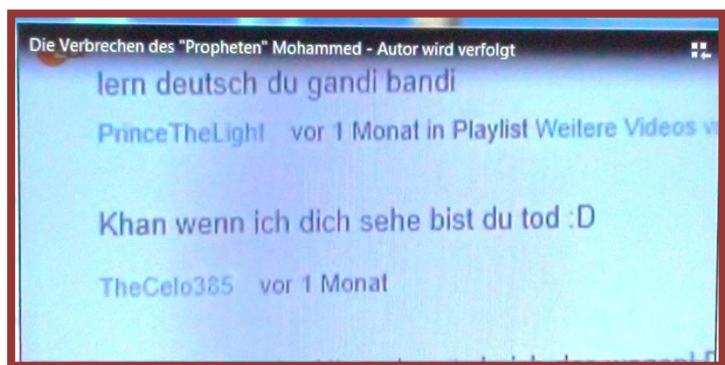 Die Verbrechen des "Propheten" Mohammed - Autor wird verfolgt
lern deutsch du gandi bandi
PrinceTheLight vor 1 Monat in Playlist Weitere Videos v
Khan wenn ich dich sehe bist du tod :D
TheCelo385 vor 1 Monat